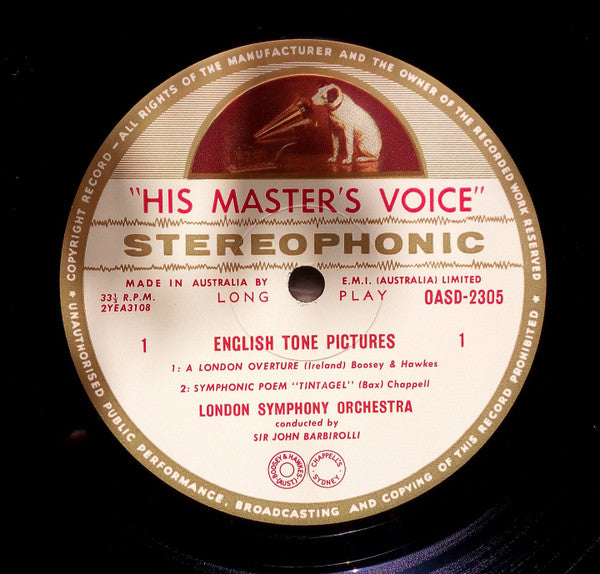 COPYRIGHT RECORD — ALL RIGHTS OF THE MANUFACTURER AND THE OWNER OF THE RECORDED WORK RESERVED
* UNAUTHORISED PUBLIC PERFORMANCE, BROADCASTING AND COPYING OF THIS RECORD PROHIBITED *
"HIS MASTER'S VOICE"
STEREOPHONIC
MADE IN AUSTRALIA BY E.M.I. (AUSTRALIA) LIMITED
33⅓ R.P.M. LONG PLAY OASD-2305
2YEA3108
1 ENGLISH TONE PICTURES 1
1: A LONDON OVERTURE (Ireland) Boosey & Hawkes
2: SYMPHONIC POEM "TINTAGEL" (Bax) Chappell
LONDON SYMPHONY ORCHESTRA
conducted by
SIR JOHN BARBIROLLI
BOOSEY & HAWKES (AUST.)
CHAPPELL'S SYDNEY